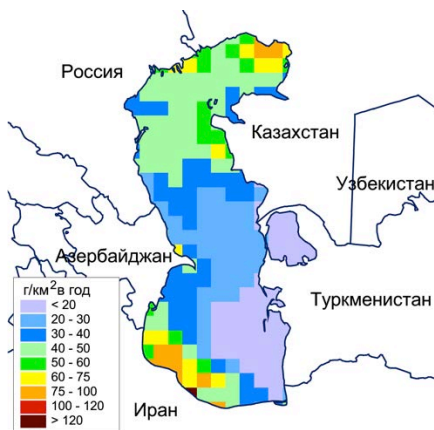 Россия
Казахстан
Узбекистан
Азербайджан
г/км² в год
< 20
20 - 30
30 - 40
40 - 50
50 - 60
60 - 75
75 - 100
100 - 120
> 120
Туркменистан
Иран